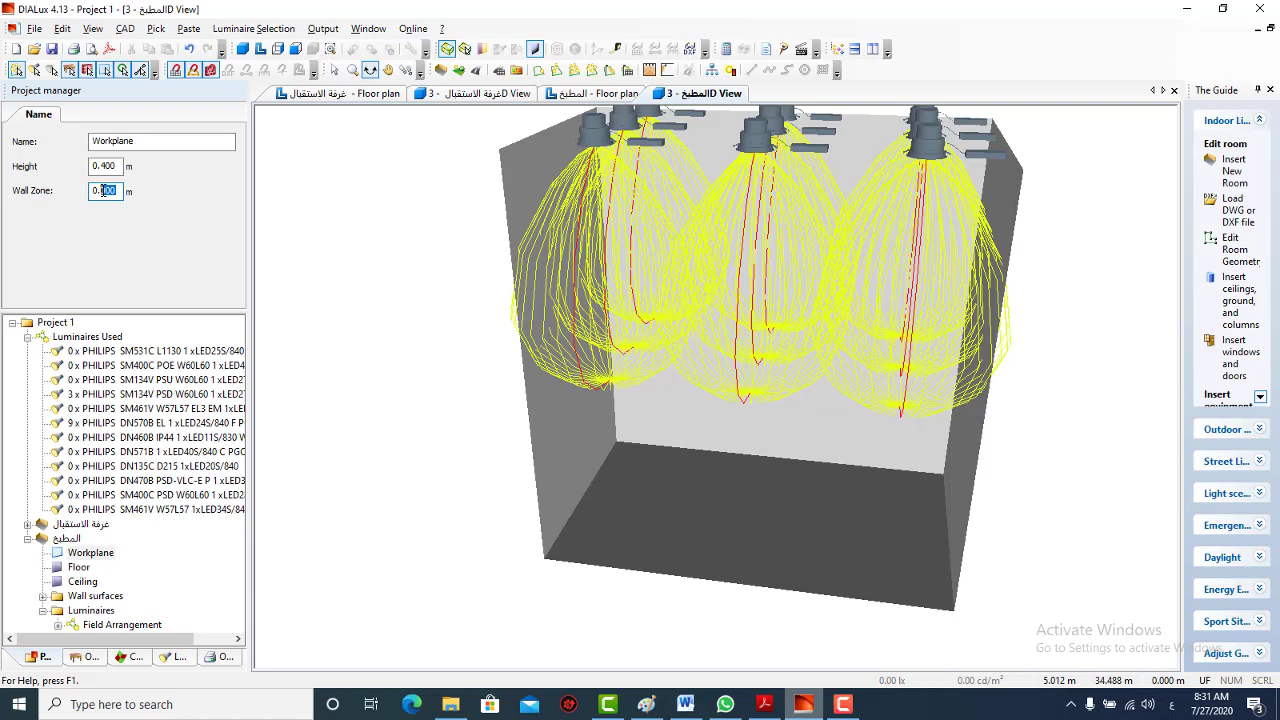 DIALux 4.13 - Project 1 - [3 - المطبخD View]
File Edit View CAD Pick Paste Luminaire Selection Output Window Online ?
Project manager
غرفة الاستقبال - Floor plan
3 - غرفة الاستقبالD View
المطبخ - Floor plan
3 - المطبخD View
The Guide
Name
Name: Workplane
Height 0.400 m
Wall Zone: m
Project 1
Luminaires Used
0 x PHILIPS SM531C L1130 1 xLED25S/840
0 x PHILIPS SM400C POE W60L60 1 xLED4
0 x PHILIPS SM134V PSU W60L60 1 xLED27
3 x PHILIPS SM134V PSD W60L60 1 xLED27
0 x PHILIPS SM461V W57L57 EL3 EM 1 xLE
9 x PHILIPS DN570B EL 1 xLED24S/840 F P
0 x PHILIPS DN460B IP44 1 xLED11S/830 W
0 x PHILIPS DN571B 1 xLED40S/840 C PGC
0 x PHILIPS DN135C D215 1xLED20S/840
0 x PHILIPS DN470B PSD-VLC-E P 1 xLED
0 x PHILIPS SM400C PSD W60L60 1 xLED2
0 x PHILIPS SM461V W57L57 1xLED34S/84
غرفة الاستقبال
المطبخ
Workplane
Floor
Ceiling
Wall surfaces
Luminaires
Field Arrangement
P... O... C... L... O...
Indoor Li...
Edit room
Insert
New
Room
Load
DWG or
DXF file
Edit
Room
Geometr
Insert
ceilings,
ground,
and
columns
Insert
windows
and
doors
Insert
Outdoor ...
Street Li...
Light sce...
Emergen...
Daylight
Energy E...
Sport Sit...
Adjust G...
Activate Windows
Go to Settings to activate Windows.
For Help, press F1.
0.00 lx 0.00 cd/m² 5.012 m 34.488 m 0.000 m UF NUM SCRL
Type here to search
ع
8:31 AM
7/27/2020